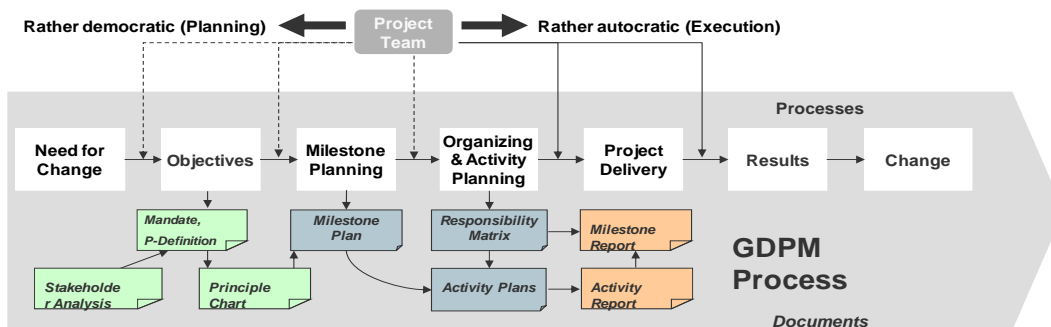 Rather democratic (Planning)
Project
Team
Rather autocratic (Execution)
Processes
Need for
Change
Objectives
Milestone
Planning
Organizing
& Activity
Planning
Project
Delivery
Results
Change
Mandate,
P-Definition
Milestone
Plan
Responsibility
Matrix
Milestone
Report
Stakeholde
r Analysis
Principle
Chart
Activity Plans
Activity
Report
GDPM
Process
Documents